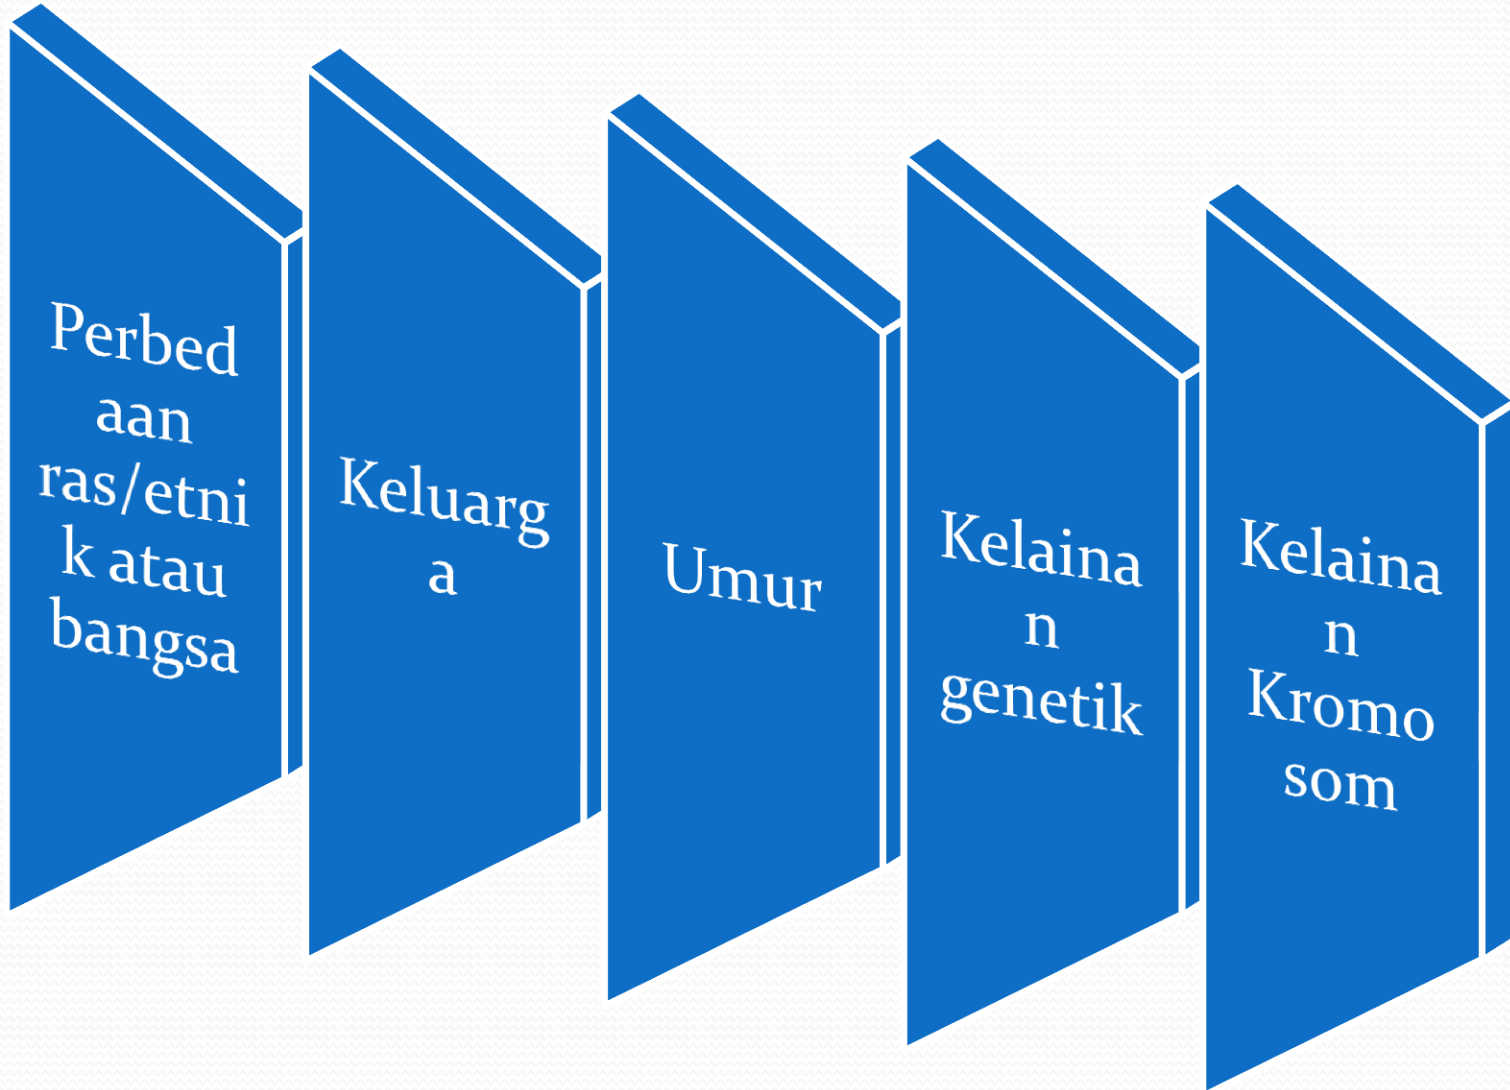 Perbed
aan
ras/etni
k atau
bangsa
Keluarg
a
Umur
Kelaina
n
genetik
Kelaina
n
Kromo
som